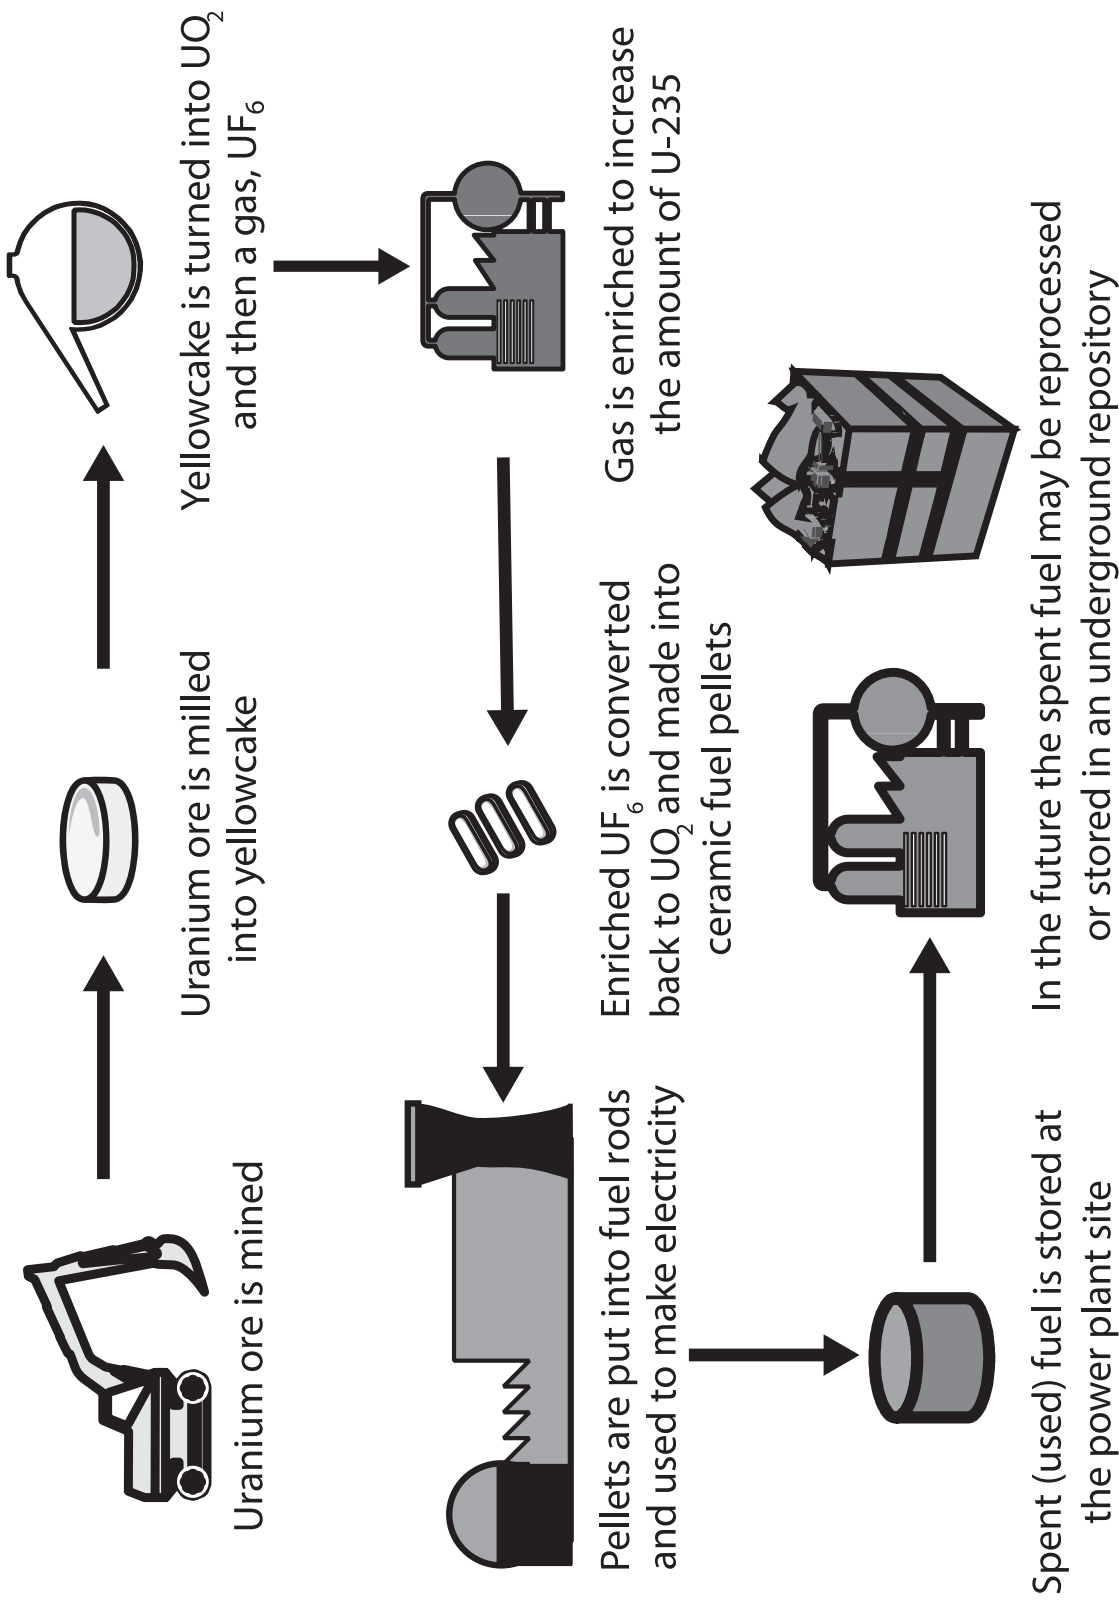 Uranium ore is mined
Uranium ore is milled
into yellowcake
Yellowcake is turned into UO₂
and then a gas, UF₆
Gas is enriched to increase
the amount of U-235
Enriched UF₆ is converted
back to UO₂ and made into
ceramic fuel pellets
Pellets are put into fuel rods
and used to make electricity
Spent (used) fuel is stored at
the power plant site
In the future the spent fuel may be reprocessed
or stored in an underground repository